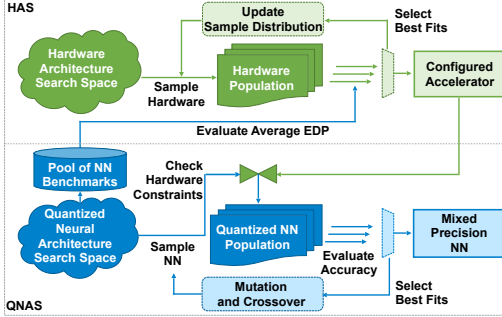 HAS
Update
Sample Distribution
Select
Best Fits
Hardware
Architecture
Search Space
Sample
Hardware
Hardware
Population
Configured
Accelerator
Evaluate Average EDP
Pool of NN
Benchmarks
Check
Hardware
Constraints
Quantized
Neural
Architecture
Search Space
Sample
NN
Quantized NN
Population
Evaluate
Accuracy
Mixed
Precision
NN
Mutation
and Crossover
Select
Best Fits
QNAS